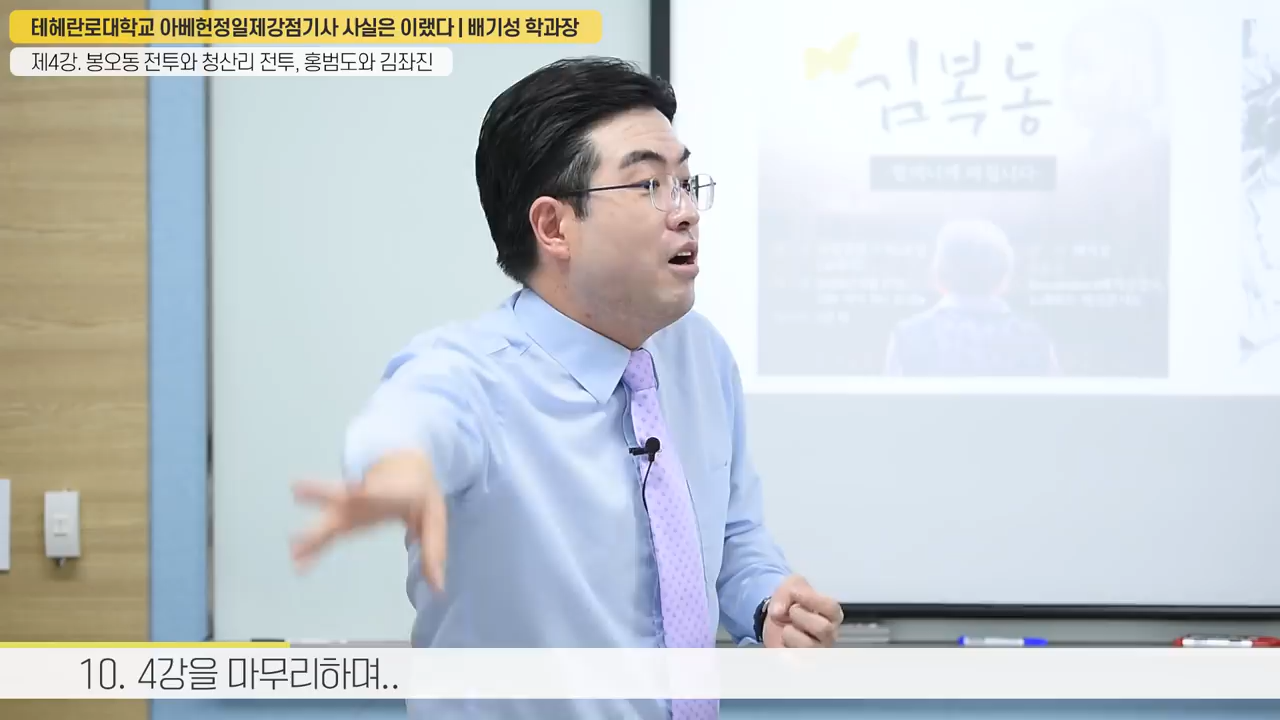 테헤란로대학교 아베헌정일제강점기사 사실은 이랬다 | 배기성 학과장
제4강. 봉오동 전투와 청산리 전투, 홍범도와 김좌진
김복동
10. 4강을 마무리하며..